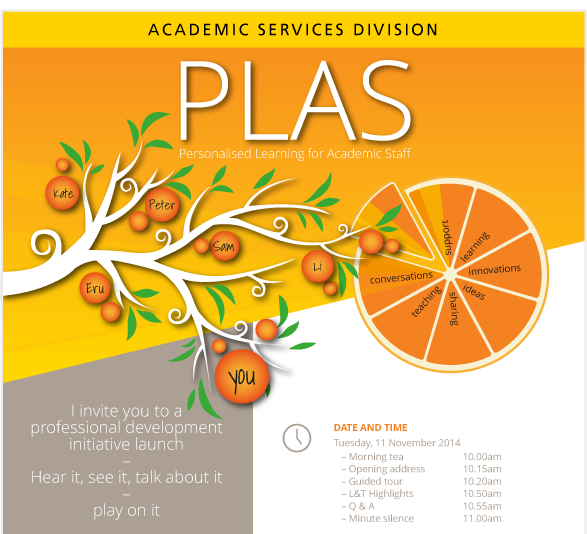 ACADEMIC SERVICES DIVISION
PLAS
Personalised Learning for Academic Staff
Kate
Peter
Sam
Li
Eru
you
support
learning
innovations
ideas
sharing
teaching
conversations
I invite you to a
professional development
initiative launch
–
Hear it, see it, talk about it
–
play on it
DATE AND TIME
Tuesday, 11 November 2014
– Morning tea 10.00am
– Opening address 10.15am
– Guided tour 10.20am
– L&T Highlights 10.50am
– Q & A 10.55am
– Minute silence 11.00am